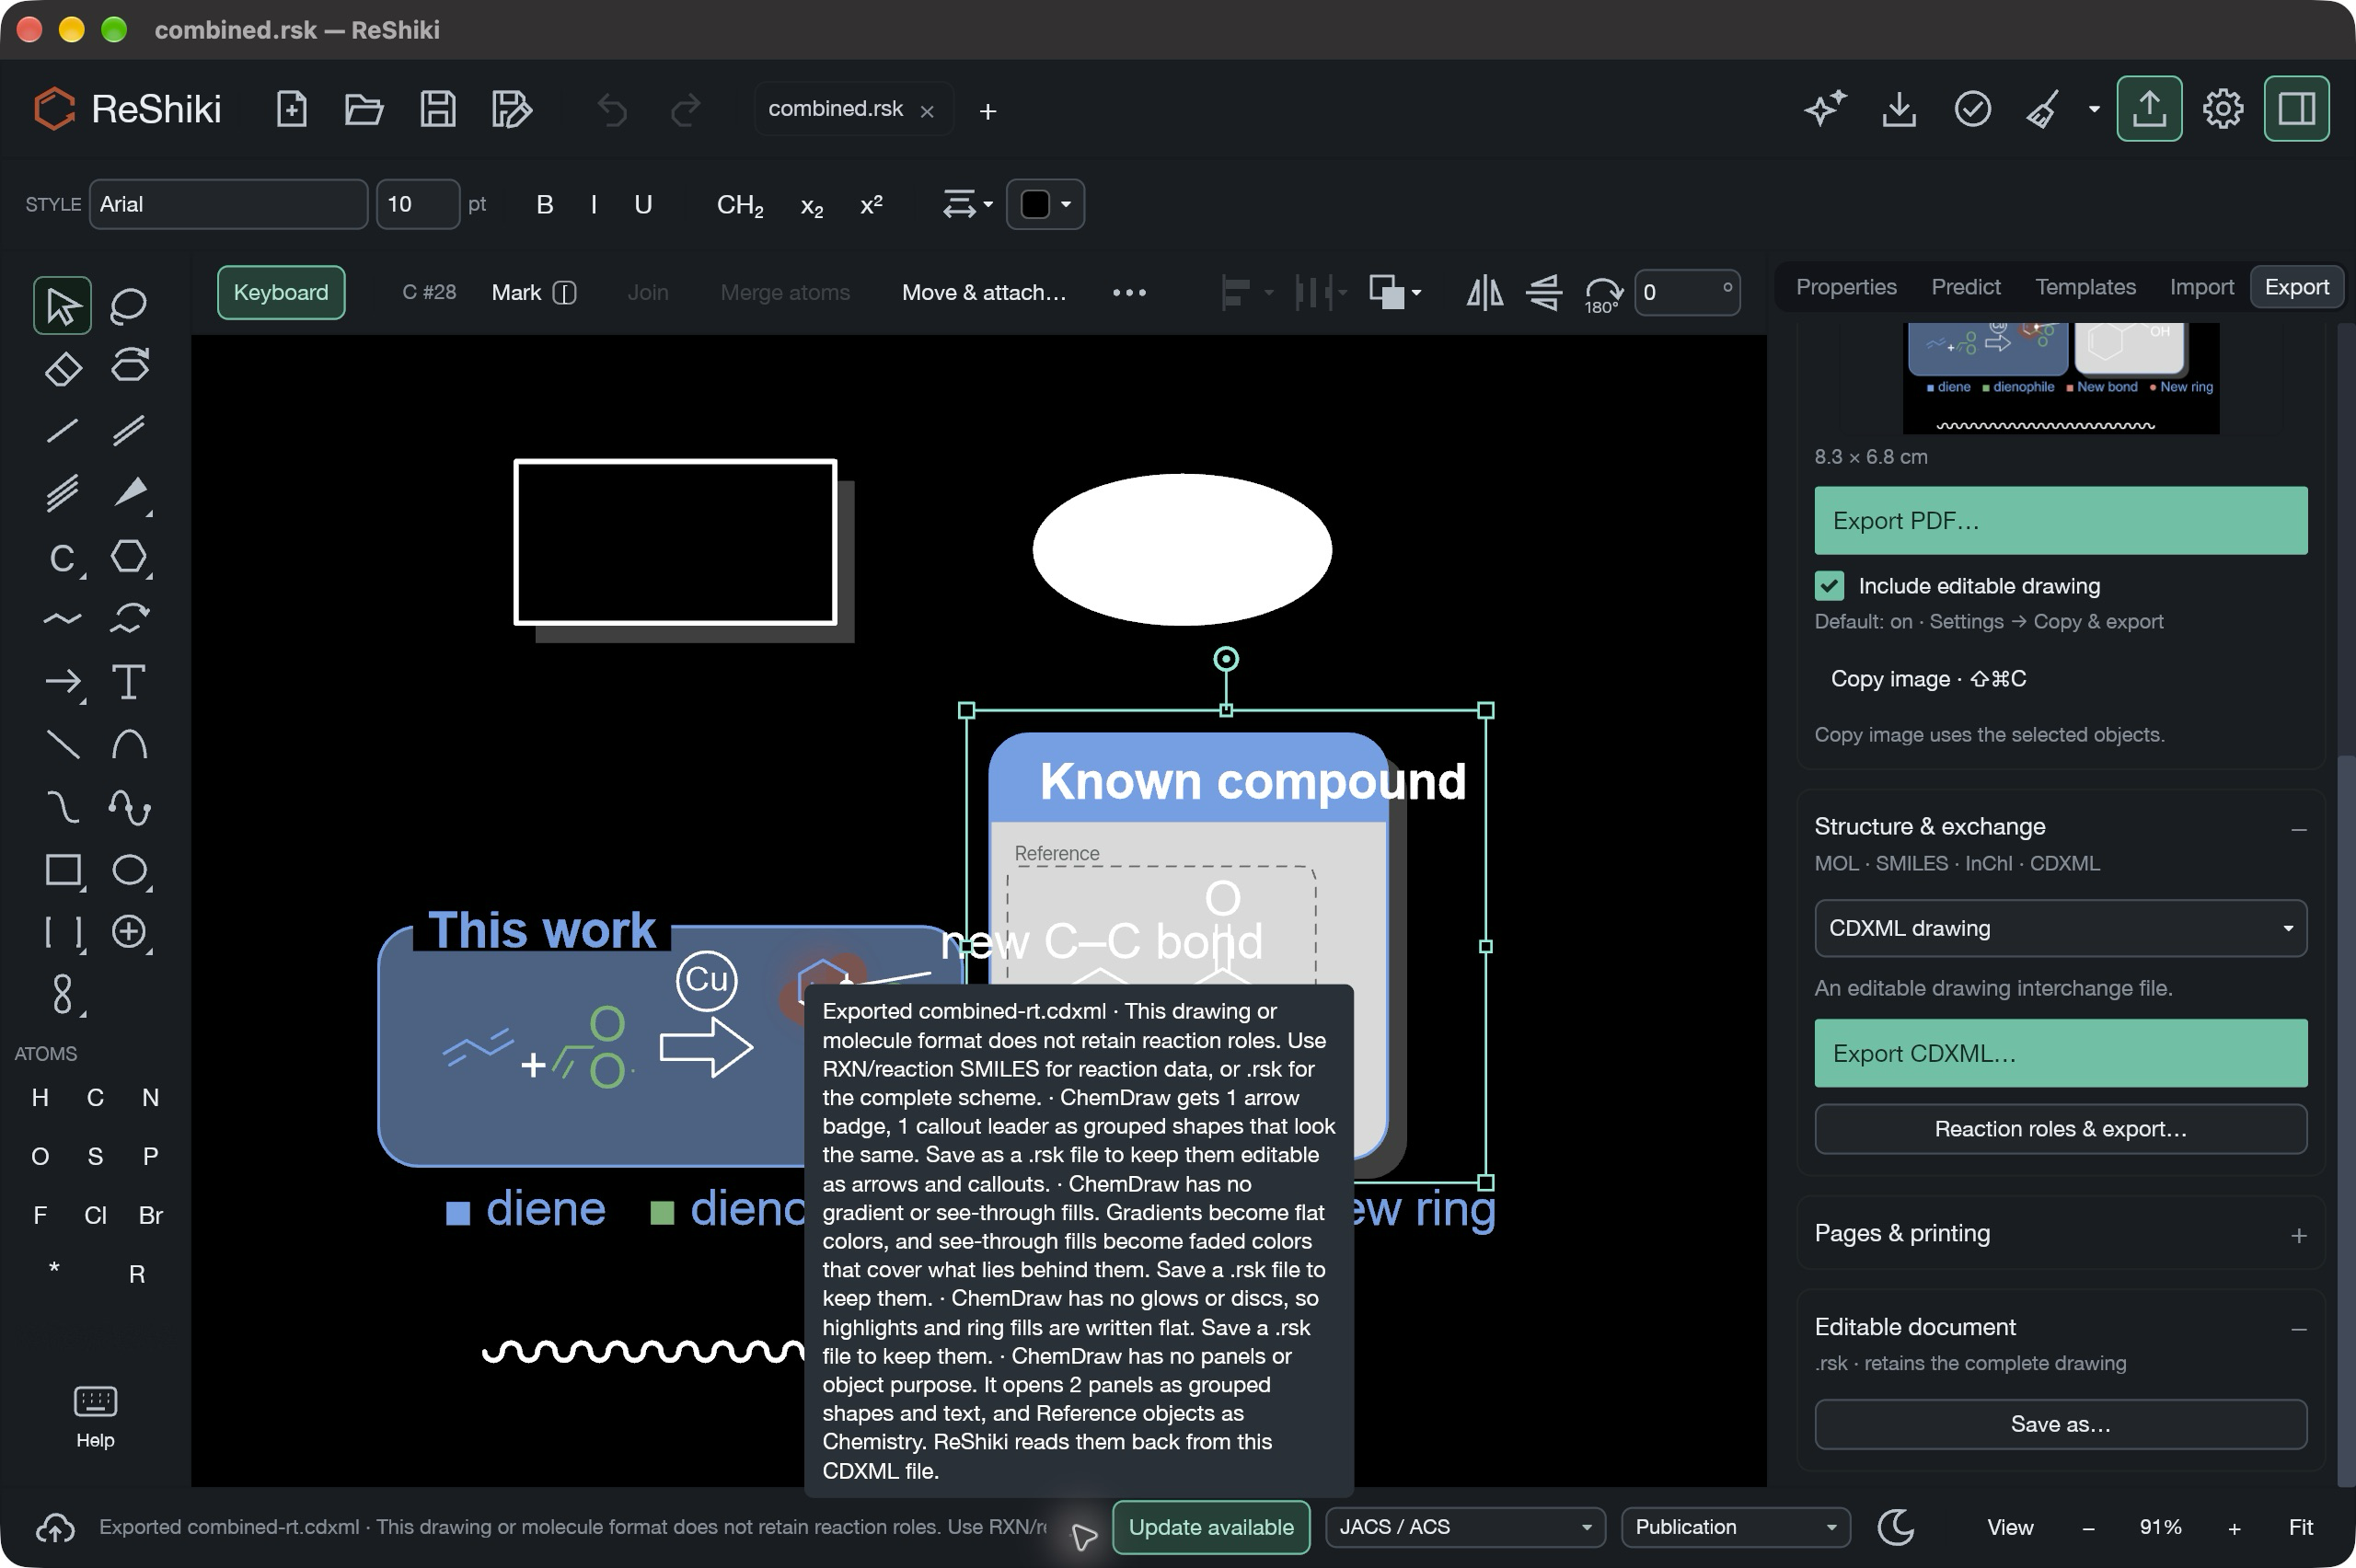 combined.rsk — ReShiki
ReShiki
combined.rsk ×
+
STYLE Arial 10 pt B I U CH₂ x₂ x²
Keyboard C #28 Mark [ Join Merge atoms Move & attach… ••• 180° 0 °
Properties Predict Templates Import Export
C
T
ATOMS
H C N
O S P
F Cl Br
* R
Help
Known compound
Reference
O
new C–C bond
This work
Cu
O
+
O
diene
dieno
ew ring
Exported combined-rt.cdxml · This drawing or
molecule format does not retain reaction roles. Use
RXN/reaction SMILES for reaction data, or .rsk for
the complete scheme. · ChemDraw gets 1 arrow
badge, 1 callout leader as grouped shapes that look
the same. Save as a .rsk file to keep them editable
as arrows and callouts. · ChemDraw has no
gradient or see-through fills. Gradients become flat
colors, and see-through fills become faded colors
that cover what lies behind them. Save a .rsk file to
keep them. · ChemDraw has no glows or discs, so
highlights and ring fills are written flat. Save a .rsk
file to keep them. · ChemDraw has no panels or
object purpose. It opens 2 panels as grouped
shapes and text, and Reference objects as
Chemistry. ReShiki reads them back from this
CDXML file.
OH
diene dienophile New bond New ring
8.3 × 6.8 cm
Export PDF…
Include editable drawing
Default: on · Settings → Copy & export
Copy image · ⇧⌘C
Copy image uses the selected objects.
Structure & exchange –
MOL · SMILES · InChI · CDXML
CDXML drawing
An editable drawing interchange file.
Export CDXML…
Reaction roles & export…
Pages & printing +
Editable document –
.rsk · retains the complete drawing
Save as…
Exported combined-rt.cdxml · This drawing or molecule format does not retain reaction roles. Use RXN/re
Update available
JACS / ACS
Publication
View – 91% + Fit